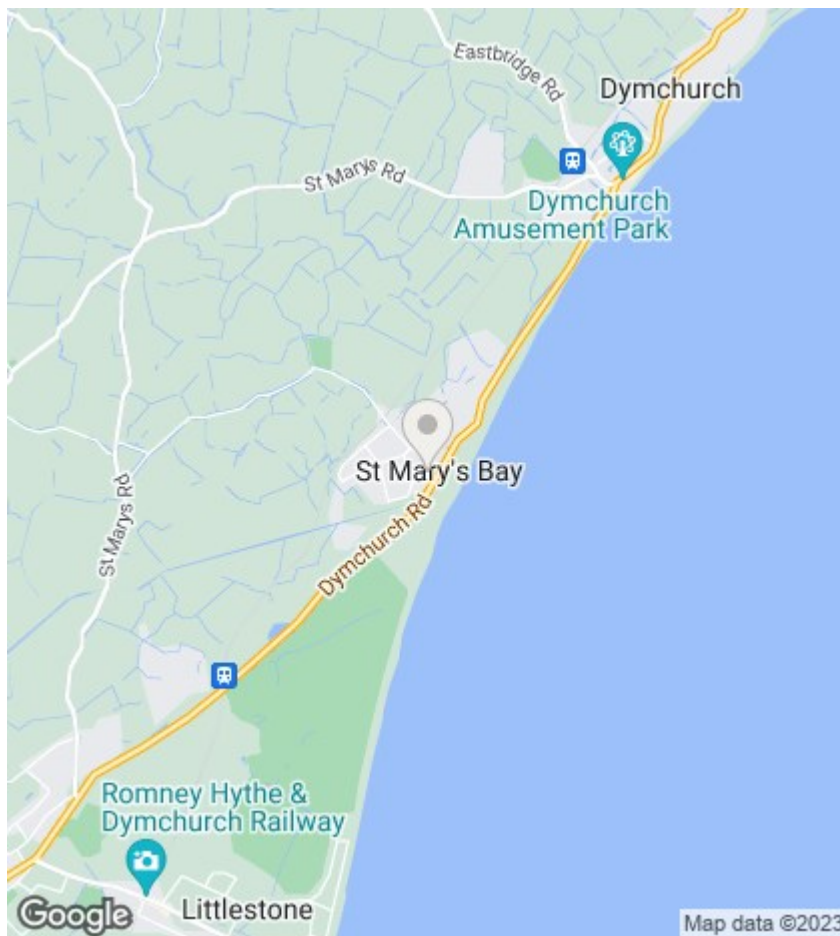 Eastbridge Rd
Dymchurch
St Marys Rd
Dymchurch
Amusement Park
St Mary's Bay
Dymchurch Rd
St Marys Rd
Romney Hythe &
Dymchurch Railway
Littlestone
Google
Map data ©2023